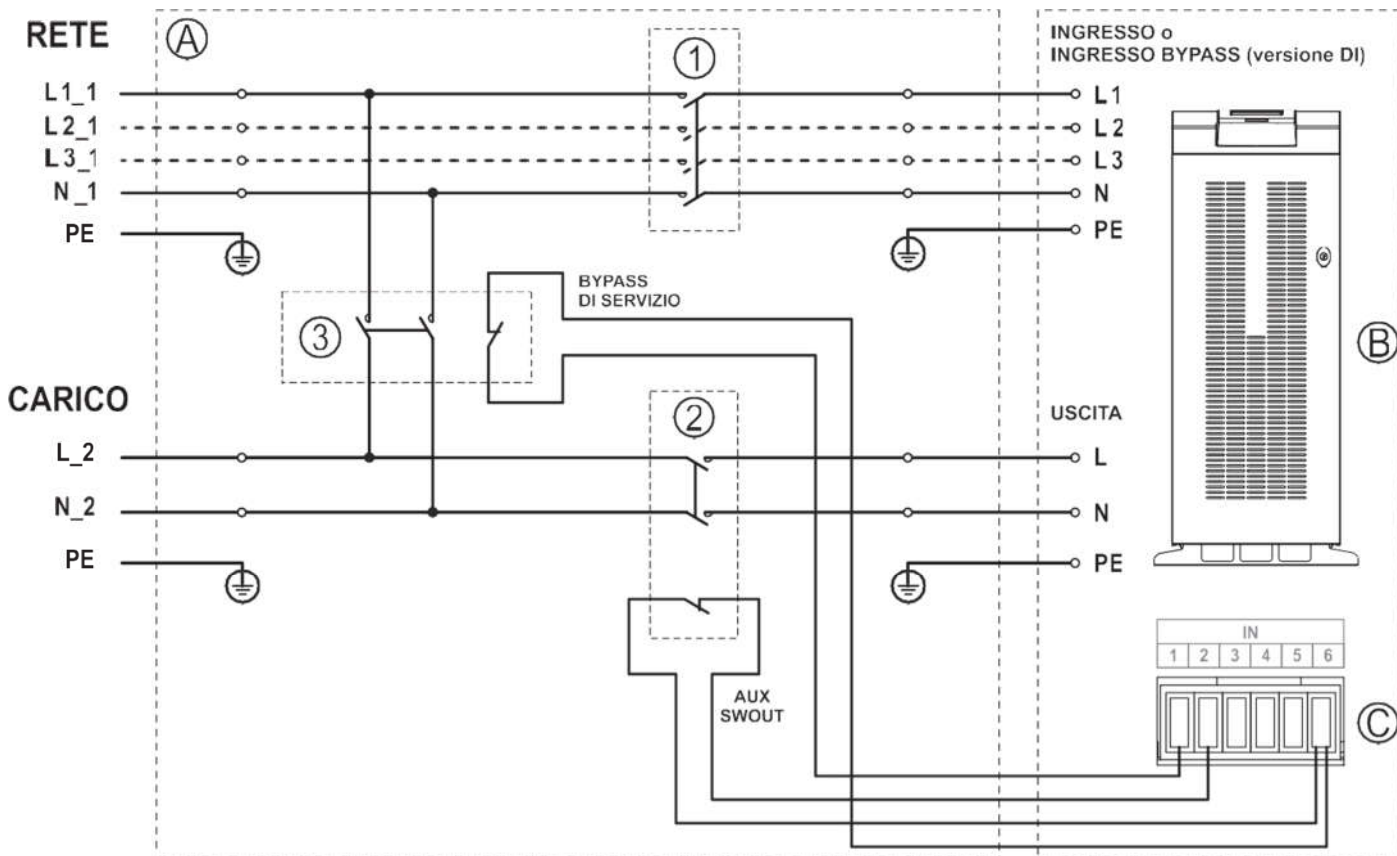 RETE
A
1
INGRESSO o
INGRESSO BYPASS (versione DI)
L1_1
L1
L2_1
L2
L3_1
L3
N_1
N
PE
PE
BYPASS
DI SERVIZIO
3
B
CARICO
2
USCITA
L_2
L
N_2
N
PE
PE
IN
1 2 3 4 5 6
AUX
SWOUT
C